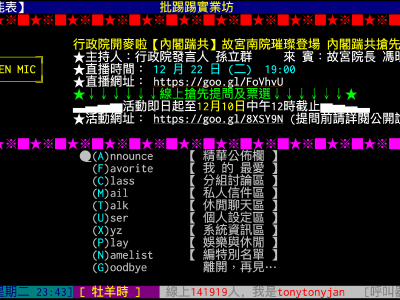 能表】 批踢踢實業坊
行政院開麥啦【內閣踹共】故宮南院璀璨登場 內閣踹共搶先
EN MIC
★主持人：行政院發言人 孫立群 來 賓：故宮院長 馮明
★直播時間： 12 月 22 日 (二) 19:00
★直播網址： https://goo.gl/FoVhvU
★↓↓↓↓↓↓↓線上搶先提問及票選↓↓↓↓↓↓↓★
活動即日起至12月10日中午12時截止
★活動網址： https://goo.gl/8XSY9N (提問前請詳閱公開說
●(A)nnounce 【 精華公佈欄 】
(F)avorite 【 我 的 最愛 】
(C)lass 【 分組討論區 】
(M)ail 【 私人信件區 】
(T)alk 【 休閒聊天區 】
(U)ser 【 個人設定區 】
(X)yz 【 系統資訊區 】
(P)lay 【 娛樂與休閒 】
(N)amelist 【 編特別名單 】
(G)oodbye 離開，再見…
星期二 23:43] [ 牡羊時 ] 線上141919人，我是tonytonyjan [呼叫器